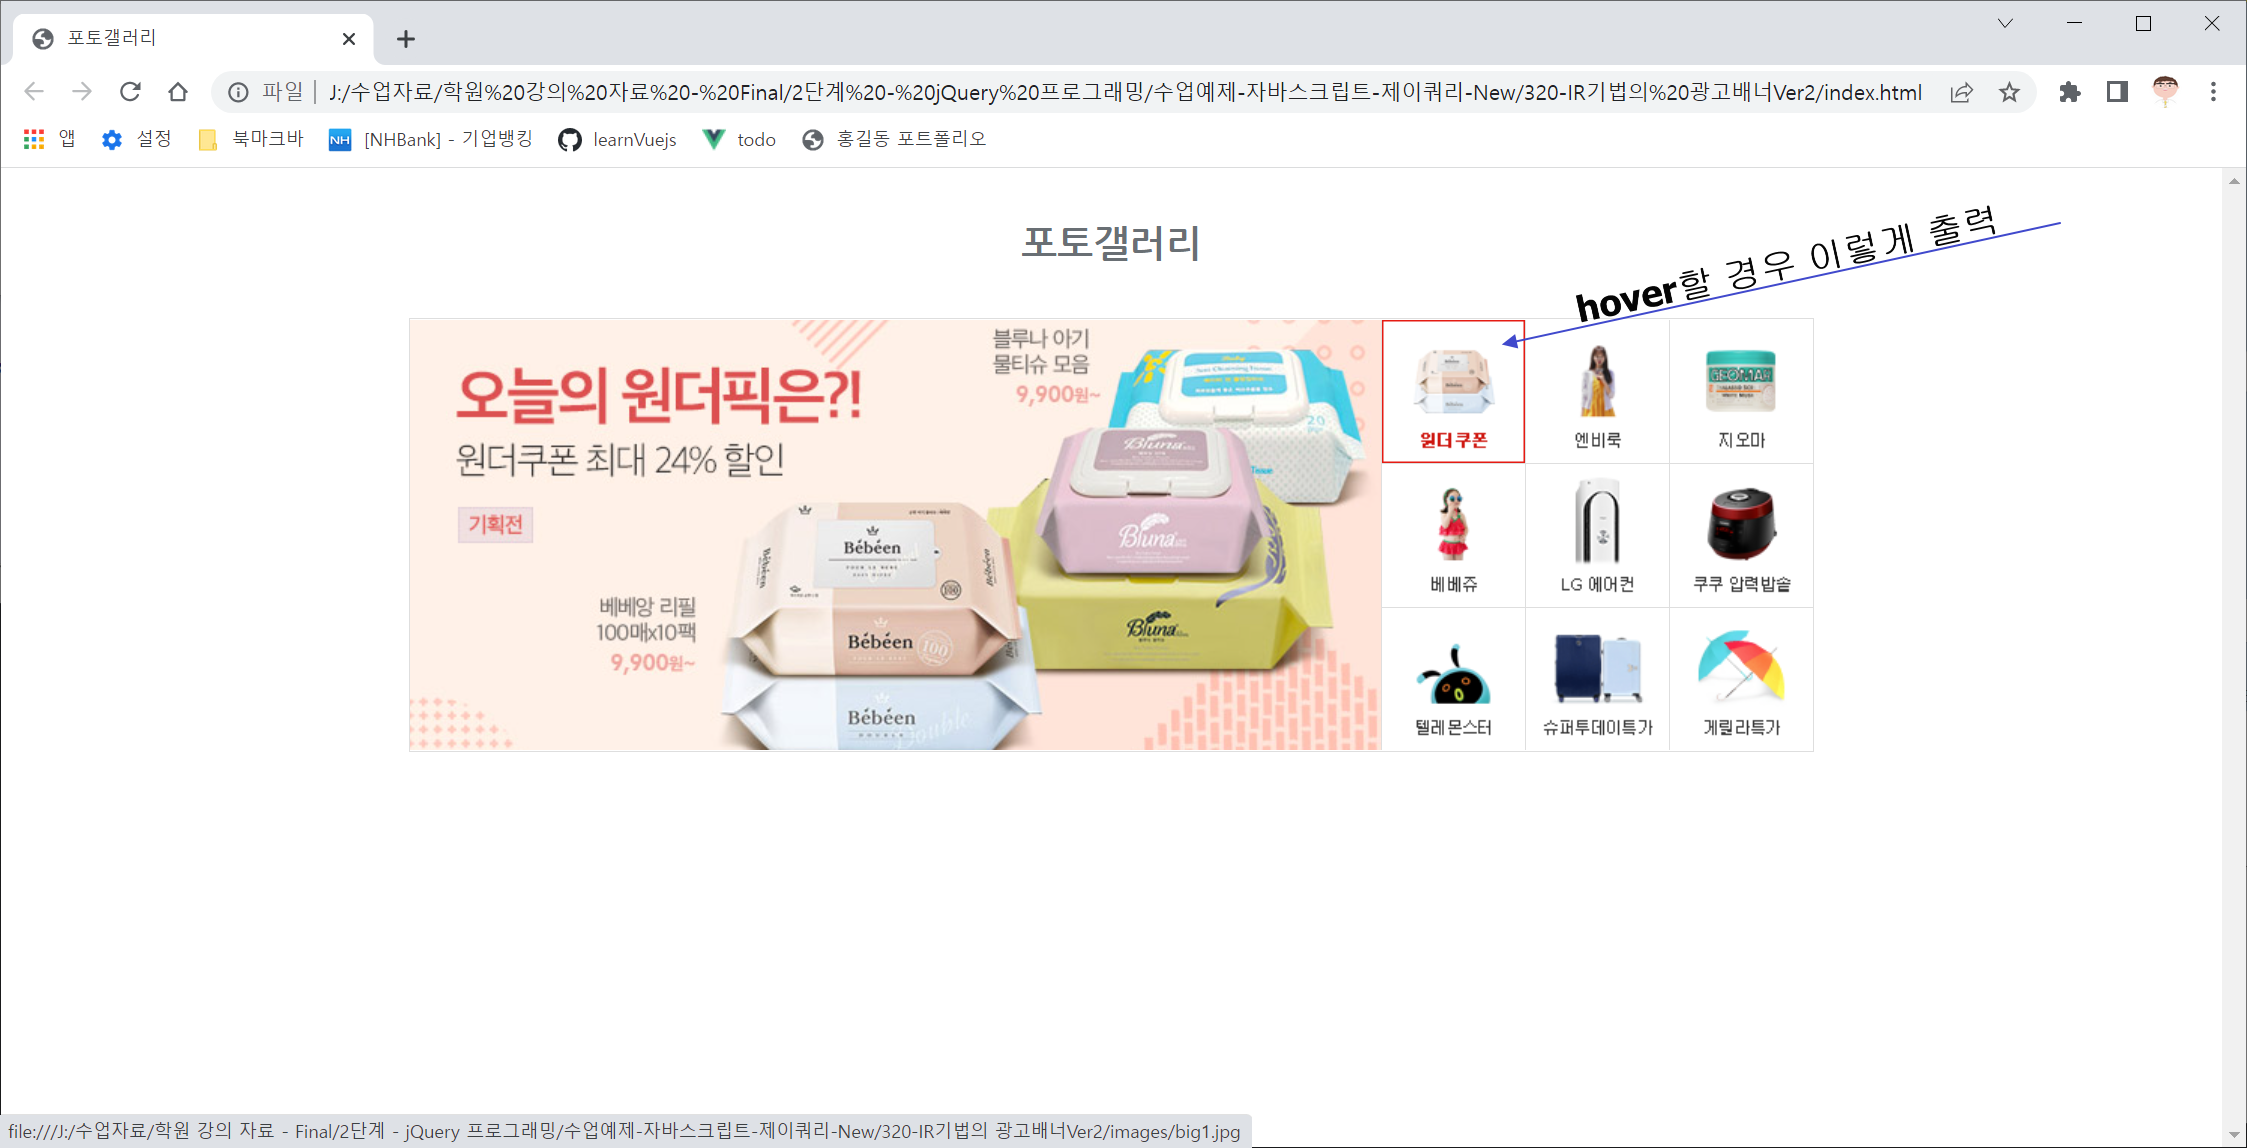 포토갤러리
파일
J:/수업자료/학원%20강의%20자료%20-%20Final/2단계%20-%20jQuery%20프로그래밍/수업예제-자바스크립트-제이쿼리-New/320-IR기법의%20광고배너Ver2/index.html
앱 설정 북마크바 NH [NHBank] - 기업뱅킹 learnVuejs todo 홍길동 포트폴리오
포토갤러리
hover할 경우 이렇게 출력
블루나 아기
물티슈 모음
9,900원~
오늘의 원더픽은?!
원더쿠폰 최대 24% 할인
기획전
베베앙 리필
100매x10팩
9,900원~
Bébéen
POUR LE BÉBÉ
Bébéen
100
Bébéen
Double
Bluna
Bluna
Bluna
20
원더쿠폰 엔비룩 지오마
GEOMAR
베베쥬 LG 에어컨 쿠쿠 압력밥솥
텔레몬스터 슈퍼투데이특가 게릴라특가
file:///J:/수업자료/학원 강의 자료 - Final/2단계 - jQuery 프로그래밍/수업예제-자바스크립트-제이쿼리-New/320-IR기법의 광고배너Ver2/images/big1.jpg